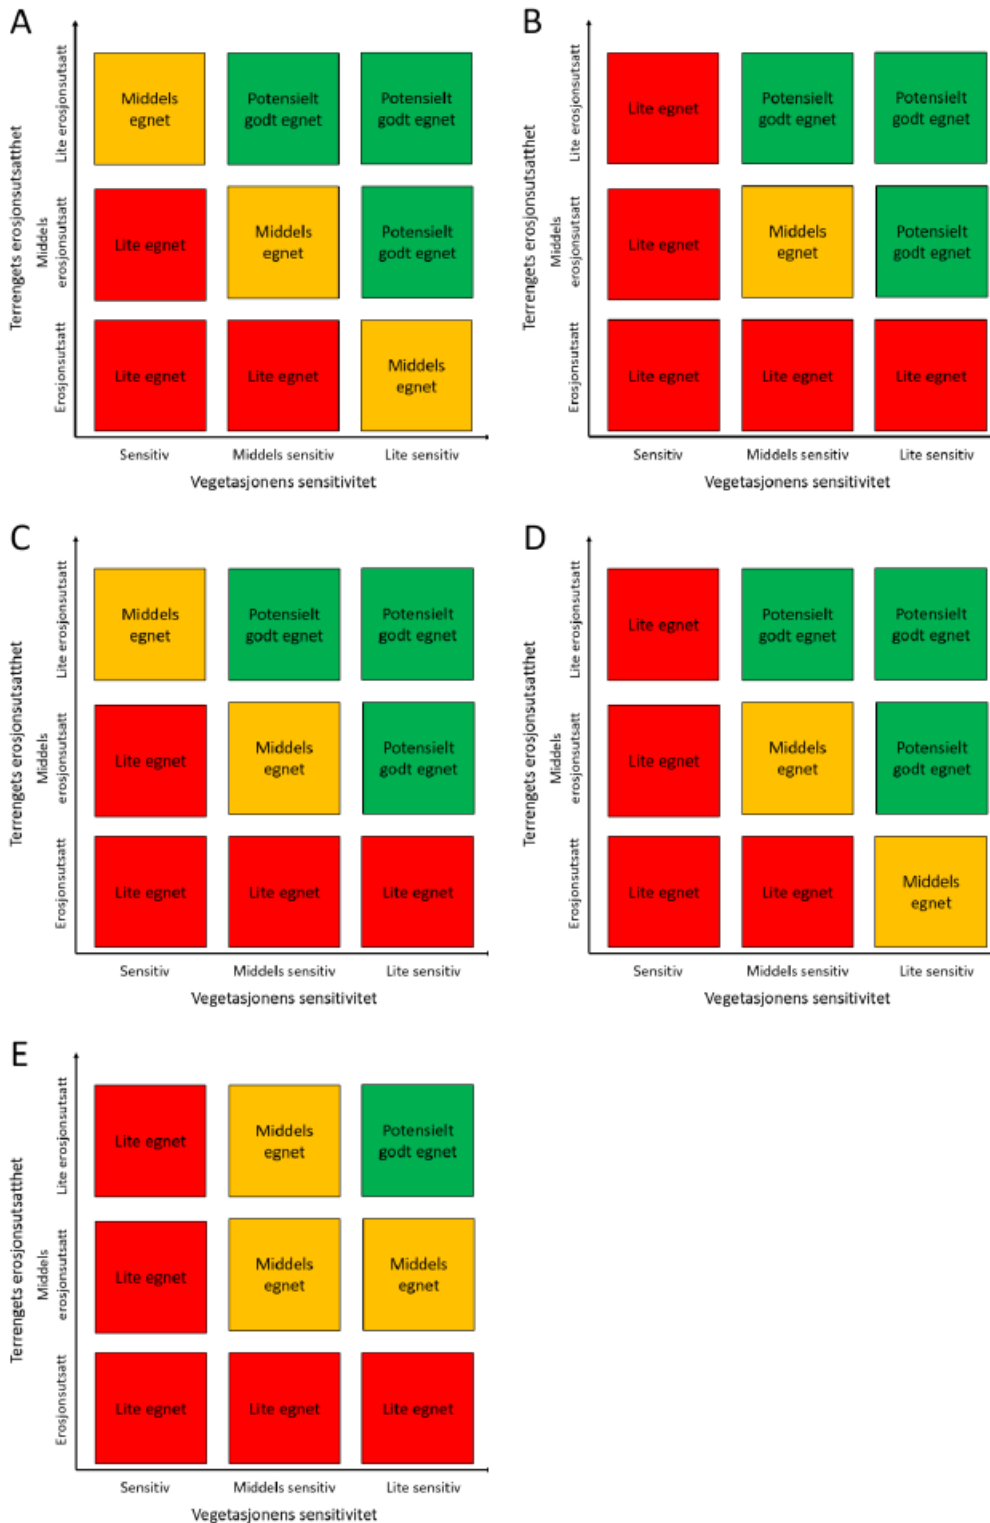 A
Terrengets erosjonsutsatthet
Lite erosjonsutsatt
Middels
egnet
Potensielt
godt egnet
Potensielt
godt egnet
Middels
erosjonsutsatt
Lite egnet
Middels
egnet
Potensielt
godt egnet
Erosjonsutsatt
Lite egnet
Lite egnet
Middels
egnet
Sensitiv
Middels sensitiv
Lite sensitiv
Vegetasjonens sensitivitet
B
Terrengets erosjonsutsatthet
Lite erosjonsutsatt
Lite egnet
Potensielt
godt egnet
Potensielt
godt egnet
Middels
erosjonsutsatt
Lite egnet
Middels
egnet
Potensielt
godt egnet
Erosjonsutsatt
Lite egnet
Lite egnet
Lite egnet
Sensitiv
Middels sensitiv
Lite sensitiv
Vegetasjonens sensitivitet
C
Terrengets erosjonsutsatthet
Lite erosjonsutsatt
Middels
egnet
Potensielt
godt egnet
Potensielt
godt egnet
Middels
erosjonsutsatt
Lite egnet
Middels
egnet
Potensielt
godt egnet
Erosjonsutsatt
Lite egnet
Lite egnet
Lite egnet
Sensitiv
Middels sensitiv
Lite sensitiv
Vegetasjonens sensitivitet
D
Terrengets erosjonsutsatthet
Lite erosjonsutsatt
Lite egnet
Potensielt
godt egnet
Potensielt
godt egnet
Middels
erosjonsutsatt
Lite egnet
Middels
egnet
Potensielt
godt egnet
Erosjonsutsatt
Lite egnet
Lite egnet
Middels
egnet
Sensitiv
Middels sensitiv
Lite sensitiv
Vegetasjonens sensitivitet
E
Terrengets erosjonsutsatthet
Lite erosjonsutsatt
Lite egnet
Middels
egnet
Potensielt
godt egnet
Middels
erosjonsutsatt
Lite egnet
Middels
egnet
Middels
egnet
Erosjonsutsatt
Lite egnet
Lite egnet
Lite egnet
Sensitiv
Middels sensitiv
Lite sensitiv
Vegetasjonens sensitivitet